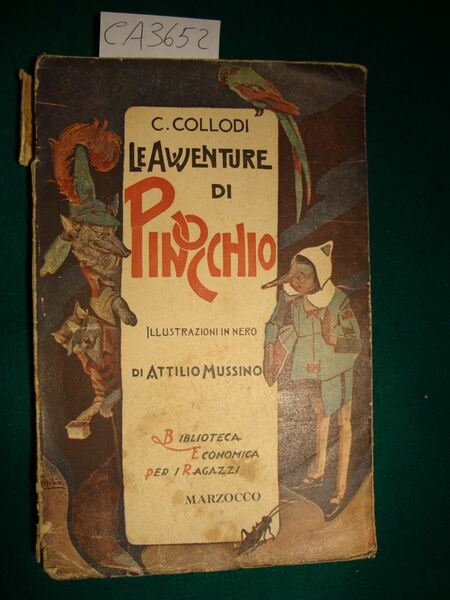 CA3652
C. COLLODI
LE AVVENTURE
DI
PINOCCHIO
ILLUSTRAZIONI IN NERO
DI ATTILIO MUSSINO
BIBLIOTECA
ECONOMICA
PER I RAGAZZI
MARZOCCO